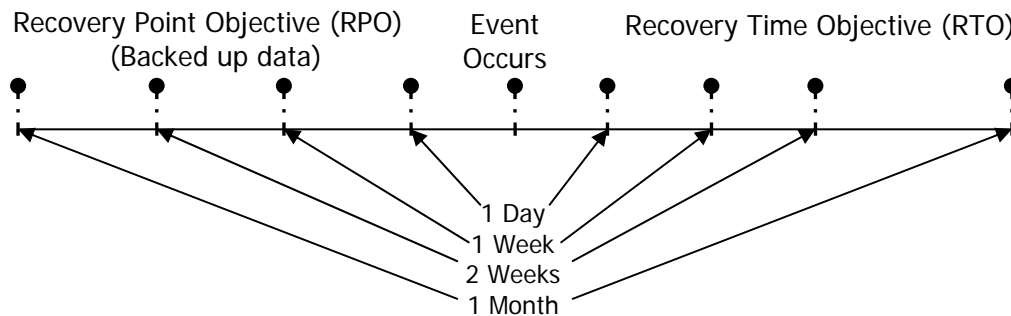 Recovery Point Objective (RPO)
(Backed up data)
Event
Occurs
Recovery Time Objective (RTO)
1 Day
1 Week
2 Weeks
1 Month